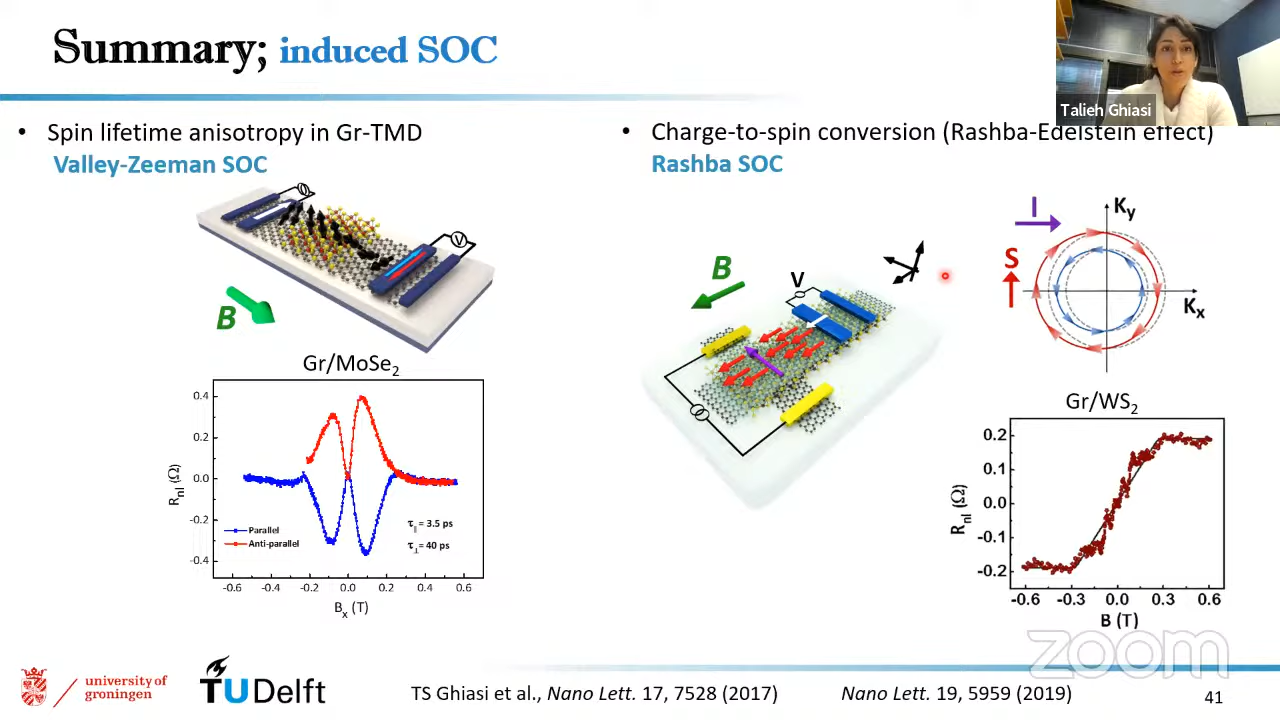 Summary; induced SOC
Talieh Ghiasi
• Spin lifetime anisotropy in Gr-TMD
Valley-Zeeman SOC
• Charge-to-spin conversion (Rashba-Edelstein effect)
Rashba SOC
V
B
Gr/MoSe₂
0.4
0.2
0.0
-0.2
-0.4
Rnl (Ω)
Parallel
Anti-parallel
τ∥ = 3.5 ps
τ⊥ = 40 ps
-0.6 -0.4 -0.2 0.0 0.2 0.4 0.6
Bx (T)
B
V
I
S
Ky
Kx
Gr/WS₂
0.2
0.1
0.0
-0.1
-0.2
Rnl (Ω)
-0.6 -0.3 0.0 0.3 0.6
B (T)
zoom
university of
groningen
TUDelft
TS Ghiasi et al., Nano Lett. 17, 7528 (2017)
Nano Lett. 19, 5959 (2019)
41